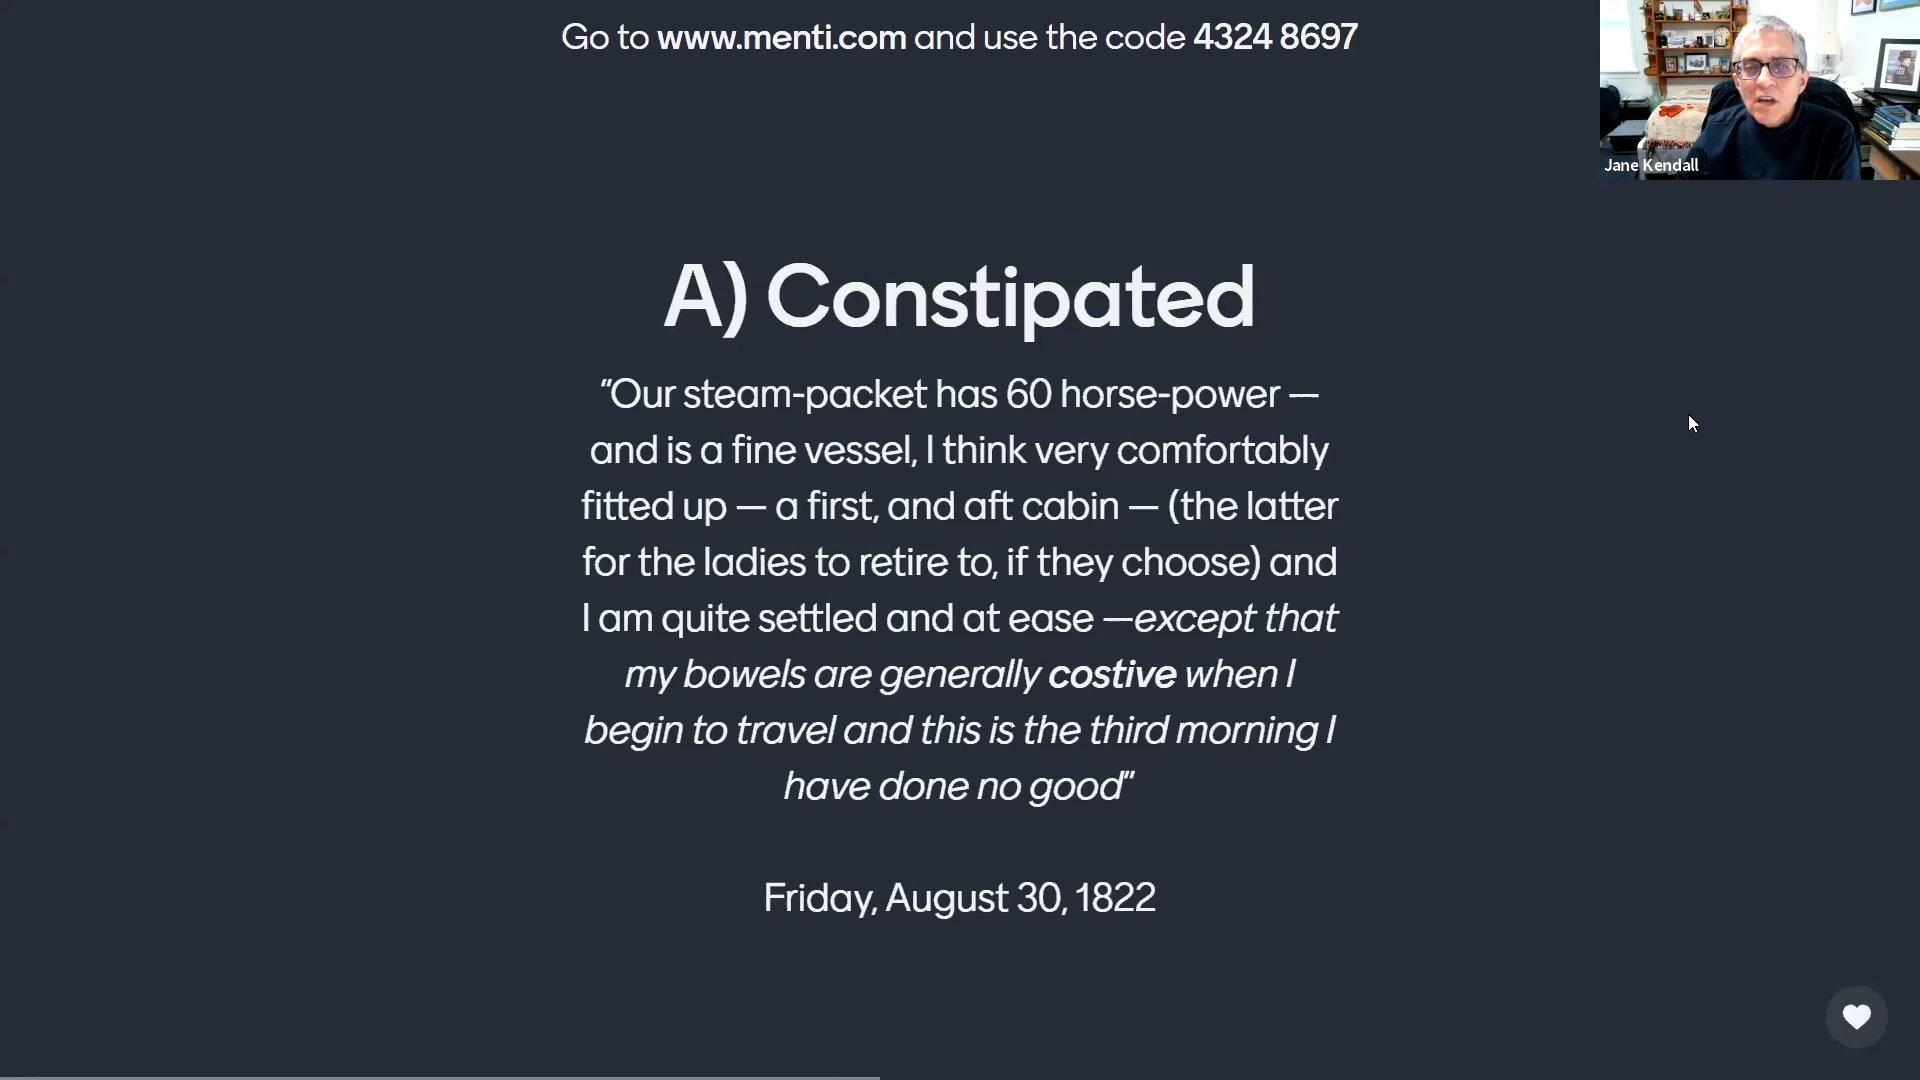 Go to www.menti.com and use the code 4324 8697
Jane Kendall
A) Constipated
“Our steam-packet has 60 horse-power —
and is a fine vessel, I think very comfortably
fitted up — a first, and aft cabin — (the latter
for the ladies to retire to, if they choose) and
I am quite settled and at ease —except that
my bowels are generally costive when I
begin to travel and this is the third morning I
have done no good”
Friday, August 30, 1822